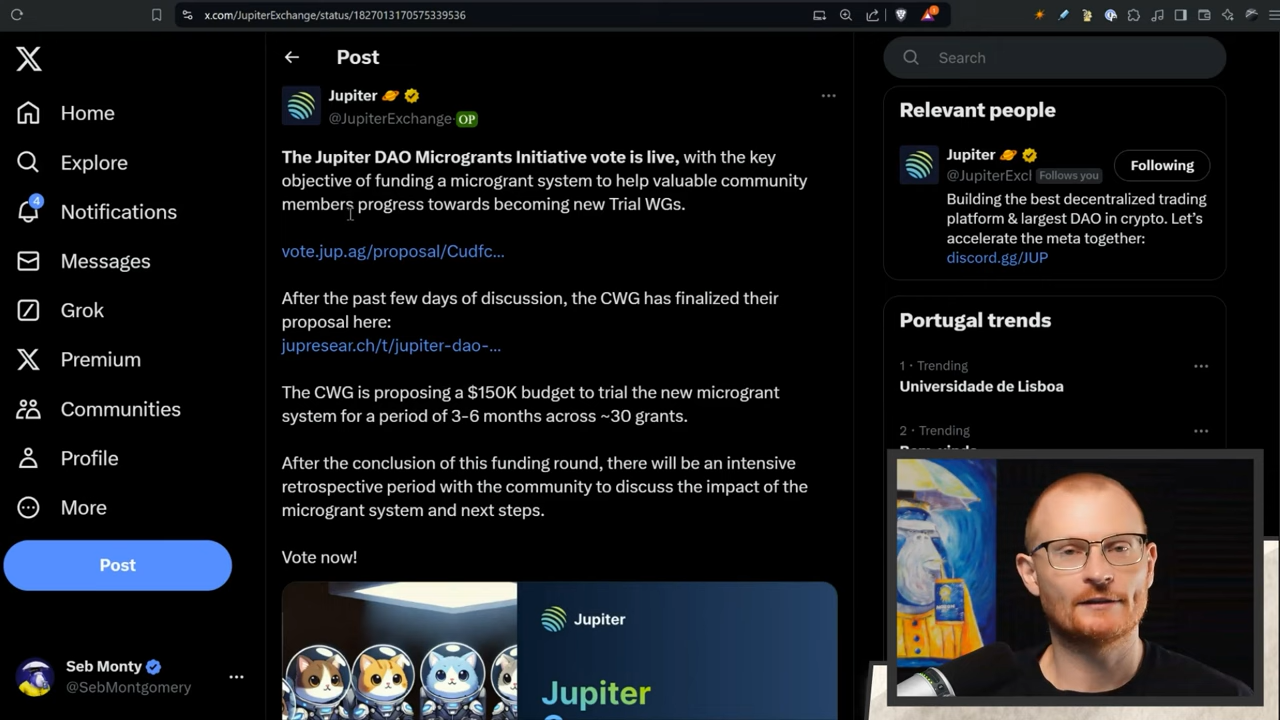 x.com/JupiterExchange/status/1827013170575339536
Home
Explore
4
Notifications
Messages
Grok
Premium
Communities
Profile
More
Post
Seb Monty
@SebMontgomery
Post
Jupiter
@JupiterExchange· OP
The Jupiter DAO Microgrants Initiative vote is live, with the key
objective of funding a microgrant system to help valuable community
members progress towards becoming new Trial WGs.
vote.jup.ag/proposal/Cudfc...
After the past few days of discussion, the CWG has finalized their
proposal here:
jupresear.ch/t/jupiter-dao-...
The CWG is proposing a $150K budget to trial the new microgrant
system for a period of 3-6 months across ~30 grants.
After the conclusion of this funding round, there will be an intensive
retrospective period with the community to discuss the impact of the
microgrant system and next steps.
Vote now!
Jupiter
Jupiter
Search
Relevant people
Jupiter
@JupiterExcl Follows you
Following
Building the best decentralized trading
platform & largest DAO in crypto. Let's
accelerate the meta together:
discord.gg/JUP
Portugal trends
1 · Trending
Universidade de Lisboa
2 · Trending